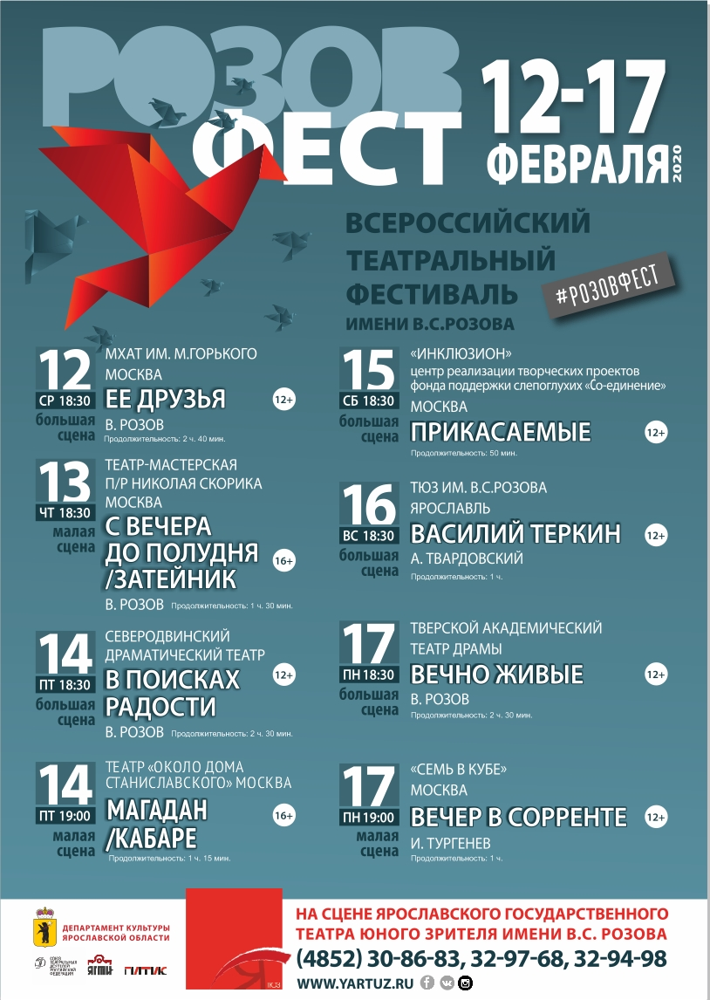 РОЗОВ
ФЕСТ
12-17
ФЕВРАЛЯ
2020
ВСЕРОССИЙСКИЙ
ТЕАТРАЛЬНЫЙ
ФЕСТИВАЛЬ
ИМЕНИ В.С.РОЗОВА
#РОЗОВФЕСТ
12
СР 18:30
большая
сцена
МХАТ ИМ. М.ГОРЬКОГО
МОСКВА
ЕЕ ДРУЗЬЯ
12+
В. РОЗОВ
Продолжительность: 2 ч. 40 мин.
13
ЧТ 18:30
малая
сцена
ТЕАТР-МАСТЕРСКАЯ
П/Р НИКОЛАЯ СКОРИКА
МОСКВА
С ВЕЧЕРА
ДО ПОЛУДНЯ
/ЗАТЕЙНИК
16+
В. РОЗОВ Продолжительность: 1 ч. 30 мин.
14
ПТ 18:30
большая
сцена
СЕВЕРОДВИНСКИЙ
ДРАМАТИЧЕСКИЙ ТЕАТР
В ПОИСКАХ
РАДОСТИ
12+
В. РОЗОВ Продолжительность: 2 ч. 30 мин.
14
ПТ 19:00
малая
сцена
ТЕАТР «ОКОЛО ДОМА
СТАНИСЛАВСКОГО» МОСКВА
МАГАДАН
/КАБАРЕ
16+
Продолжительность: 1 ч. 15 мин.
15
СБ 18:30
большая
сцена
«ИНКЛЮЗИОН»
центр реализации творческих проектов
фонда поддержки слепоглухих «Со-единение»
МОСКВА
ПРИКАСАЕМЫЕ
12+
Продолжительность: 50 мин.
16
ВС 18:30
большая
сцена
ТЮЗ ИМ. В.С.РОЗОВА
ЯРОСЛАВЛЬ
ВАСИЛИЙ ТЕРКИН
12+
А. ТВАРДОВСКИЙ
Продолжительность: 1 ч.
17
ПН 18:30
большая
сцена
ТВЕРСКОЙ АКАДЕМИЧЕСКИЙ
ТЕАТР ДРАМЫ
ВЕЧНО ЖИВЫЕ
12+
В. РОЗОВ
Продолжительность: 2 ч. 30 мин.
17
ПН 19:00
малая
сцена
«СЕМЬ В КУБЕ»
МОСКВА
ВЕЧЕР В СОРРЕНТЕ
12+
И. ТУРГЕНЕВ
Продолжительность: 1 ч.
ДЕПАРТАМЕНТ КУЛЬТУРЫ
ЯРОСЛАВСКОЙ ОБЛАСТИ
СОЮЗ
ТЕАТРАЛЬНЫХ
ДЕЯТЕЛЕЙ
РОССИЙСКОЙ
ФЕДЕРАЦИИ
ЯГТИ
ГИТИС
Я
ТЮЗ
НА СЦЕНЕ ЯРОСЛАВСКОГО ГОСУДАРСТВЕННОГО
ТЕАТРА ЮНОГО ЗРИТЕЛЯ ИМЕНИ В.С. РОЗОВА
(4852) 30-86-83, 32-97-68, 32-94-98
WWW.YARTUZ.RU